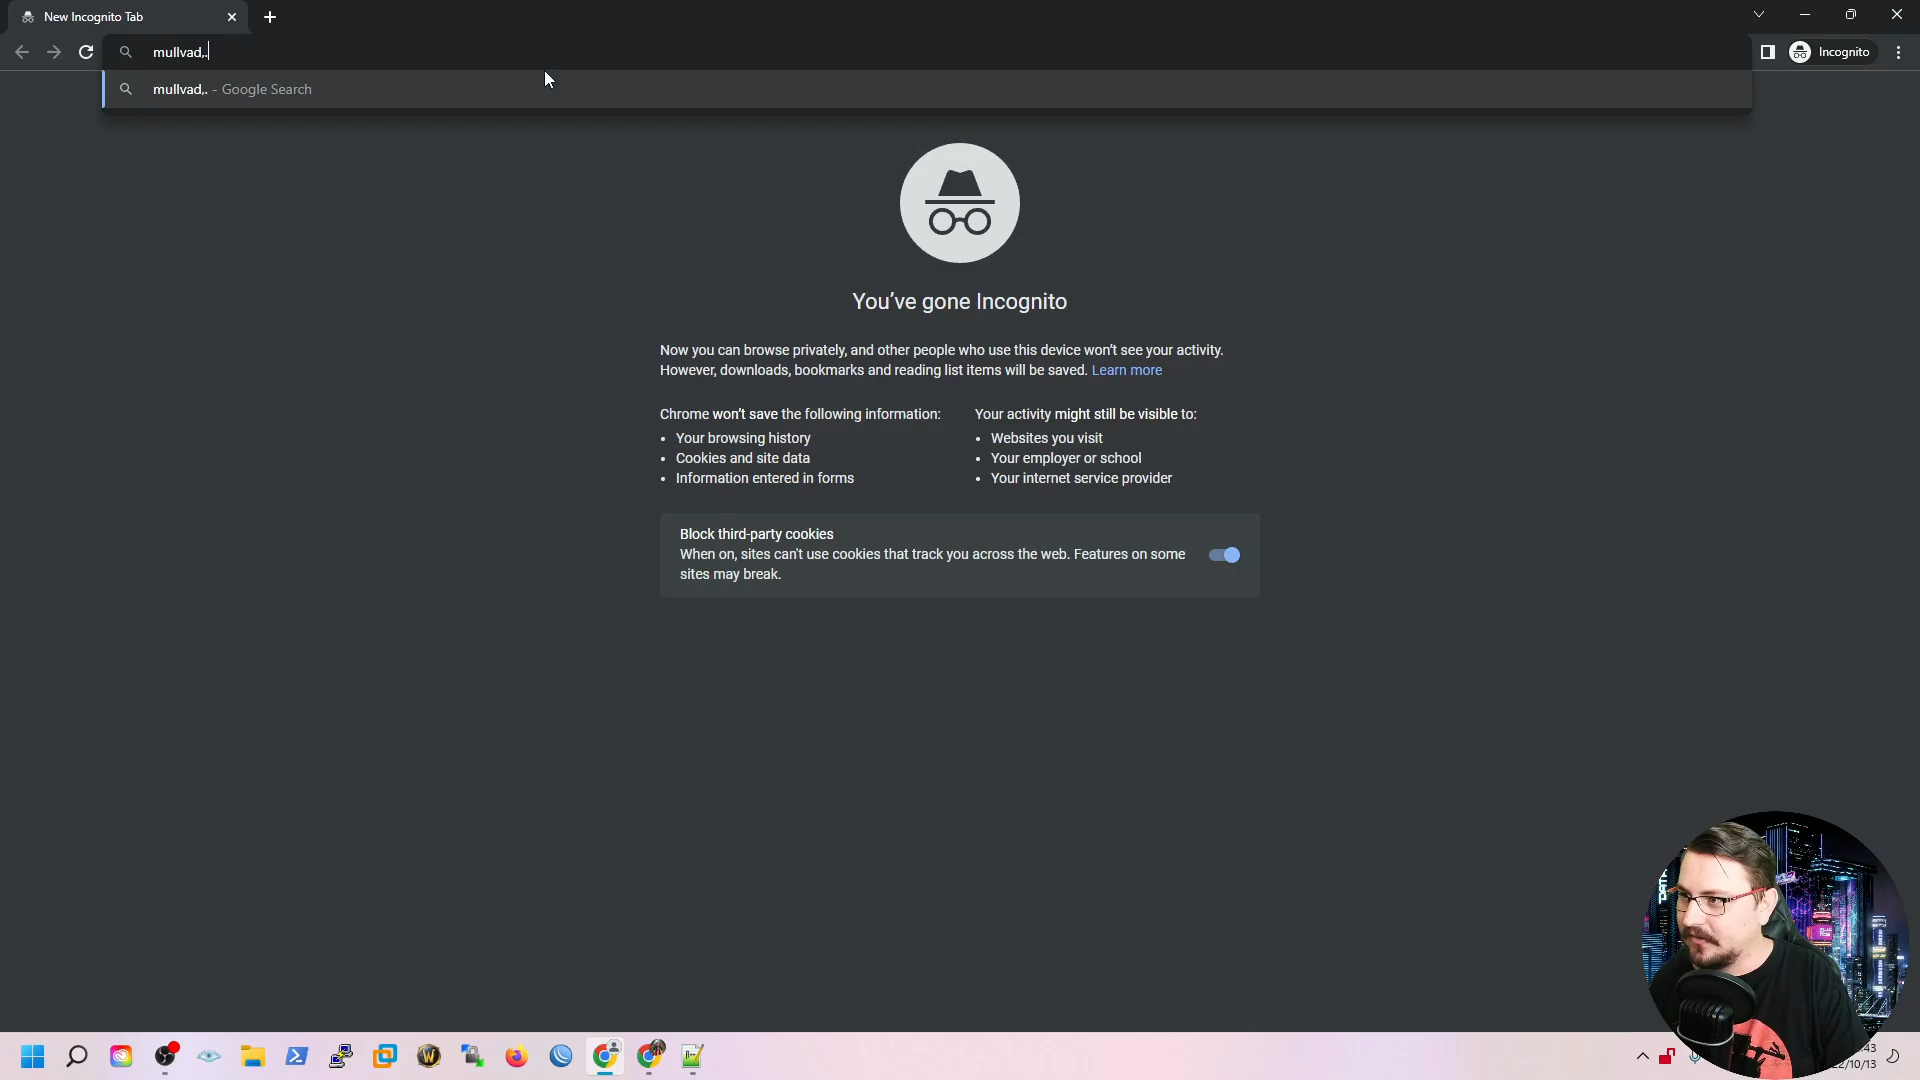 New Incognito Tab
mullvad,.
Incognito
mullvad,. - Google Search
You've gone Incognito
Now you can browse privately, and other people who use this device won't see your activity.
However, downloads, bookmarks and reading list items will be saved. Learn more
Chrome won't save the following information:
• Your browsing history
• Cookies and site data
• Information entered in forms
Your activity might still be visible to:
• Websites you visit
• Your employer or school
• Your internet service provider
Block third-party cookies
When on, sites can't use cookies that track you across the web. Features on some
sites may break.
:43
/10/13